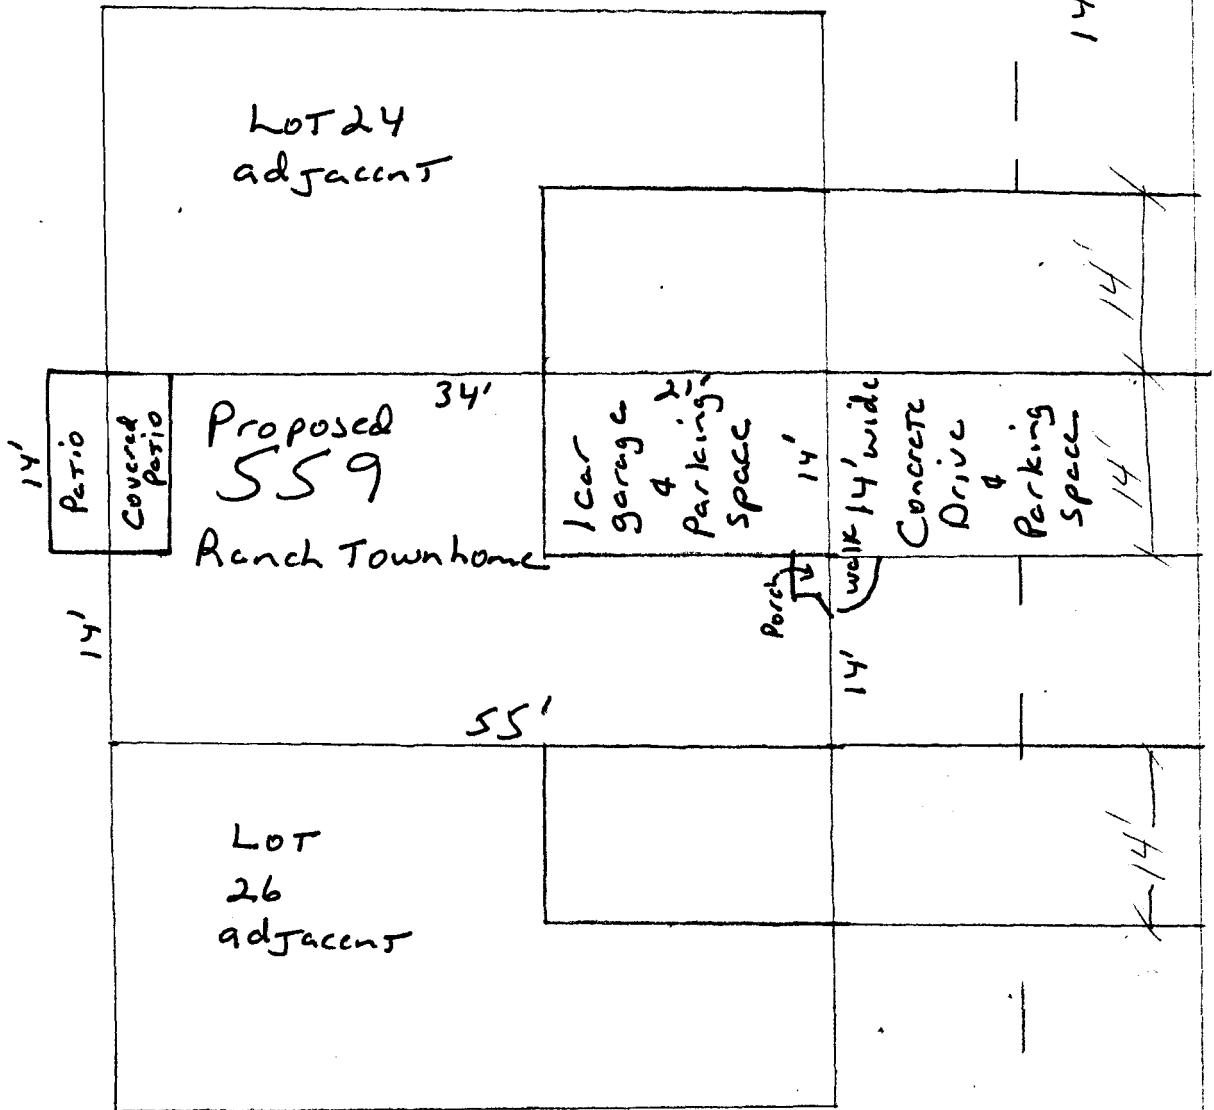 14'
LOT 24
adjacent
14'
34'
Proposed
559
Ranch Townhome
14'
Patio
Covered
Patio
1 car
garage
&
Parking
space
21'
14'
walk 14' wide
Concrete
Drive
&
Parking
space
14'
Porch
14'
14'
55'
LOT
26
adjacent
14'